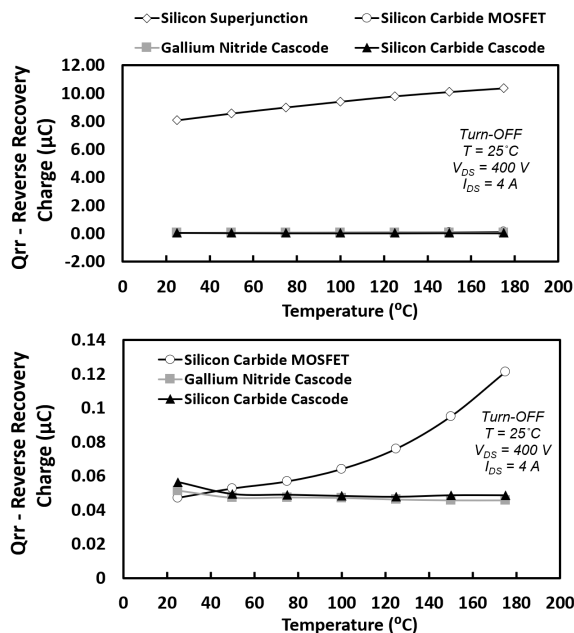 Silicon Superjunction
Silicon Carbide MOSFET
Gallium Nitride Cascode
Silicon Carbide Cascode
Qrr - Reverse Recovery
Charge (µC)
12.00
10.00
8.00
6.00
4.00
2.00
0.00
-2.00
Turn-OFF
T = 25˚C
VDS = 400 V
IDS = 4 A
0 20 40 60 80 100 120 140 160 180 200
Temperature (⁰C)
Qrr - Reverse Recovery
Charge (µC)
0.14
0.12
0.1
0.08
0.06
0.04
0.02
0
Silicon Carbide MOSFET
Gallium Nitride Cascode
Silicon Carbide Cascode
Turn-OFF
T = 25˚C
VDS = 400 V
IDS = 4 A
0 20 40 60 80 100 120 140 160 180 200
Temperature (⁰C)